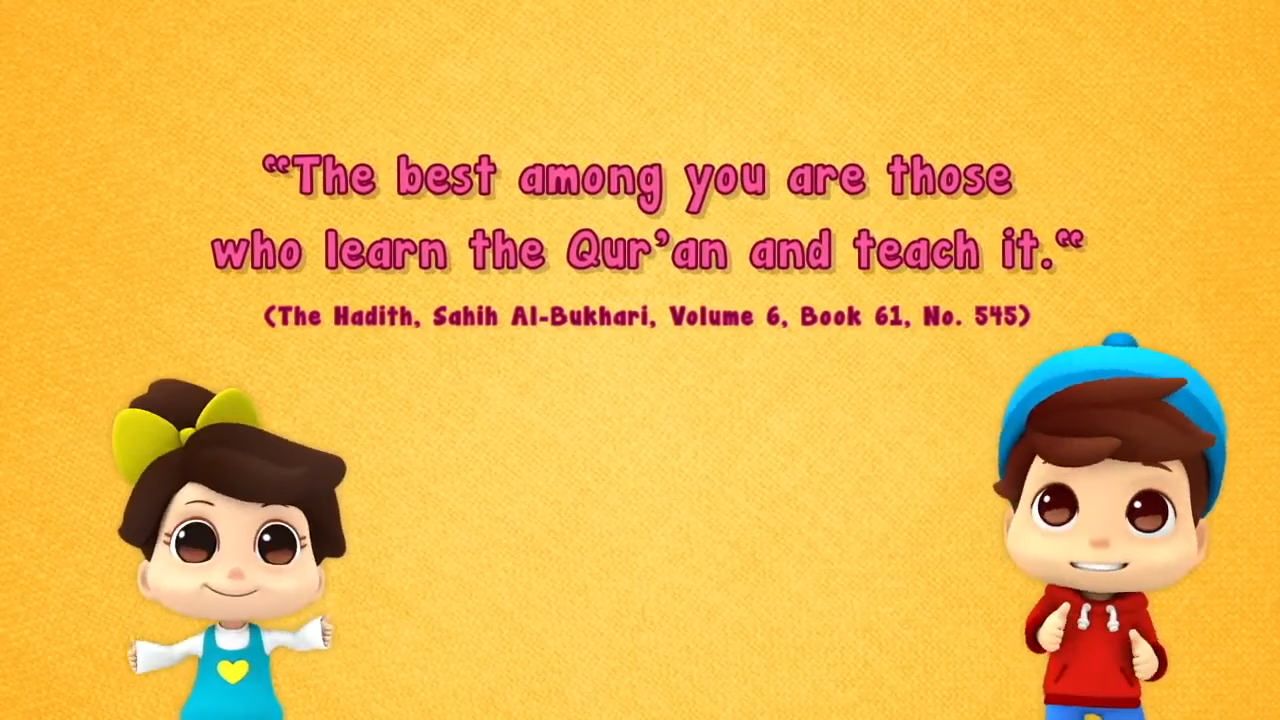 “The best among you are those
who learn the Qur’an and teach it.“
(The Hadith, Sahih Al-Bukhari, Volume 6, Book 61, No. 545)